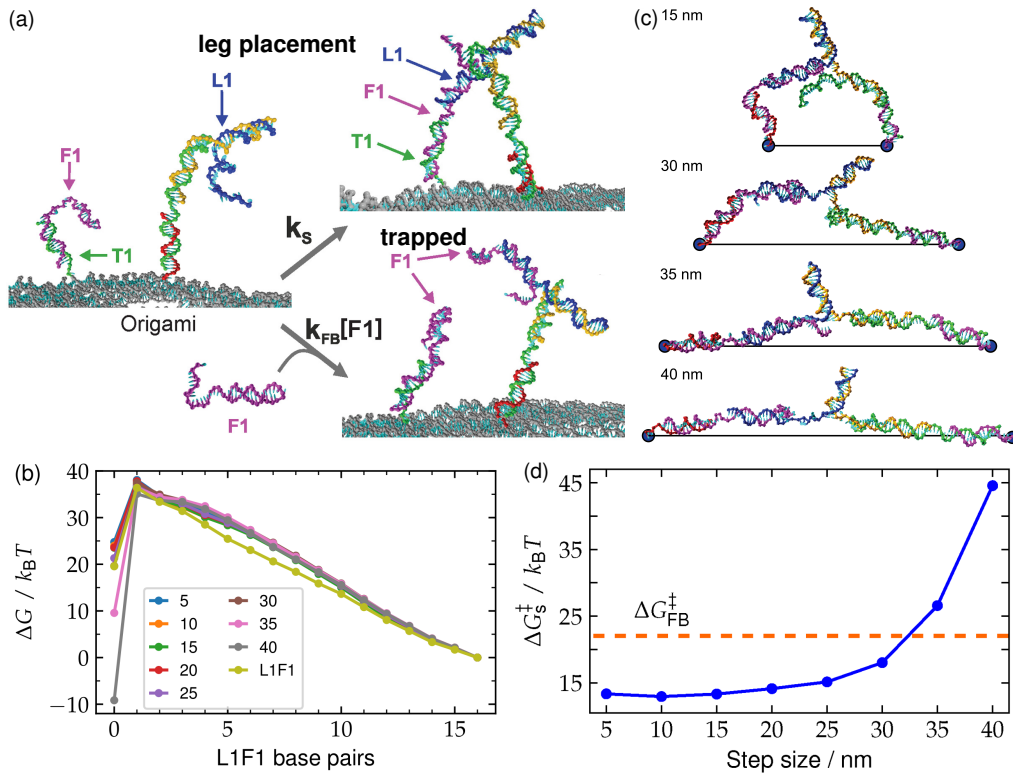 (a)
leg placement
L1
F1
T1
L1
F1
T1
Origami
kS
kFB[F1]
trapped
F1
F1
(c)
15 nm
30 nm
35 nm
40 nm
(b)
ΔG / kBT
40
30
20
10
0
−10
5
10
15
20
25
30
35
40
L1F1
0
5
10
15
L1F1 base pairs
(d)
ΔGs‡ / kBT
45
35
25
15
ΔGFB‡
5
10
15
20
25
30
35
40
Step size / nm